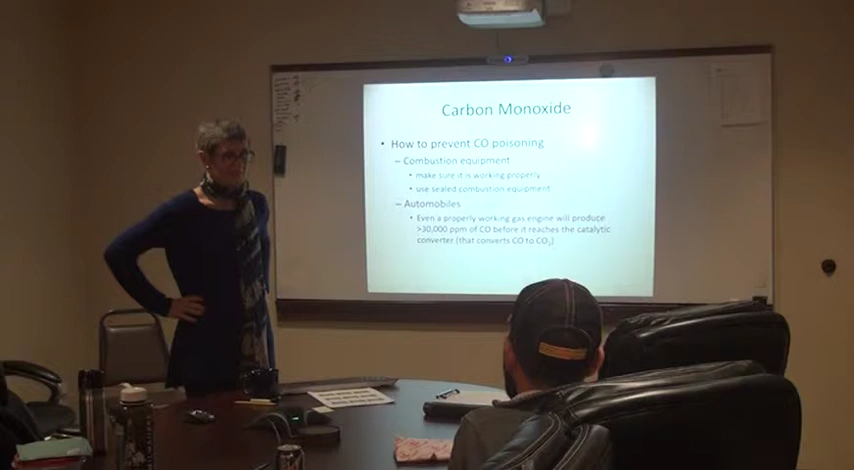 Carbon Monoxide
• How to prevent CO poisoning
– Combustion equipment
• make sure it is working properly
• use sealed combustion equipment
– Automobiles
• Even a properly working gas engine will produce
>30,000 ppm of CO before it reaches the catalytic
converter (that converts CO to CO₂)